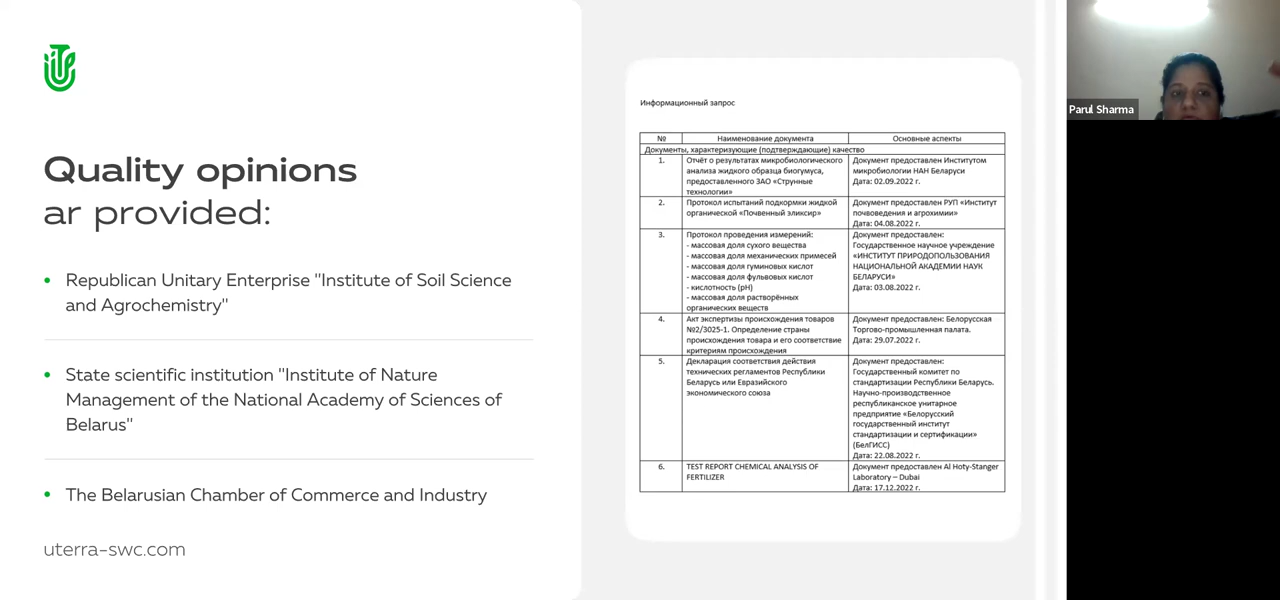 Quality opinions
ar provided:
Republican Unitary Enterprise "Institute of Soil Science
and Agrochemistry"
State scientific institution "Institute of Nature
Management of the National Academy of Sciences of
Belarus"
The Belarusian Chamber of Commerce and Industry
uterra-swc.com
Информационный запрос
№ Наименование документа Основные аспекты
Документы, характеризующие (подтверждающие) качество
1. Отчёт о результатах микробиологического
анализа жидкого образца биогумуса,
предоставленного ЗАО «Струнные
технологии»
Документ предоставлен Институтом
микробиологии НАН Беларуси
Дата: 02.09.2022 г.
2. Протокол испытаний подкормки жидкой
органической «Почвенный эликсир»
Документ предоставлен РУП «Институт
почвоведения и агрохимии»
Дата: 04.08.2022 г.
3. Протокол проведения измерений:
- массовая доля сухого вещества
- массовая доля механических примесей
- массовая доля гуминовых кислот
- массовая доля фульвовых кислот
- кислотность (pH)
- массовая доля растворённых
органических веществ
Документ предоставлен:
Государственное научное учреждение
«ИНСТИТУТ ПРИРОДОПОЛЬЗОВАНИЯ
НАЦИОНАЛЬНОЙ АКАДЕМИИ НАУК
БЕЛАРУСИ»
Дата: 03.08.2022 г.
4. Акт экспертизы происхождения товаров
№2/3025-1. Определение страны
происхождения товара и его соответствие
критериям происхождения
Документ предоставлен: Белорусская
Торгово-промышленная палата.
Дата: 29.07.2022 г.
5. Декларация соответствия действия
технических регламентов Республики
Беларусь или Евразийского
экономического союза
Документ предоставлен:
Государственный комитет по
стандартизации Республики Беларусь.
Научно-производственное
республиканское унитарное
предприятие «Белорусский
государственный институт
стандартизации и сертификации»
(БелГИСС)
Дата: 22.08.2022 г.
6. TEST REPORT CHEMICAL ANALYSIS OF
FERTILIZER
Документ предоставлен Al Hoty-Stanger
Laboratory – Dubai
Дата: 17.12.2022 г.
Parul Sharma